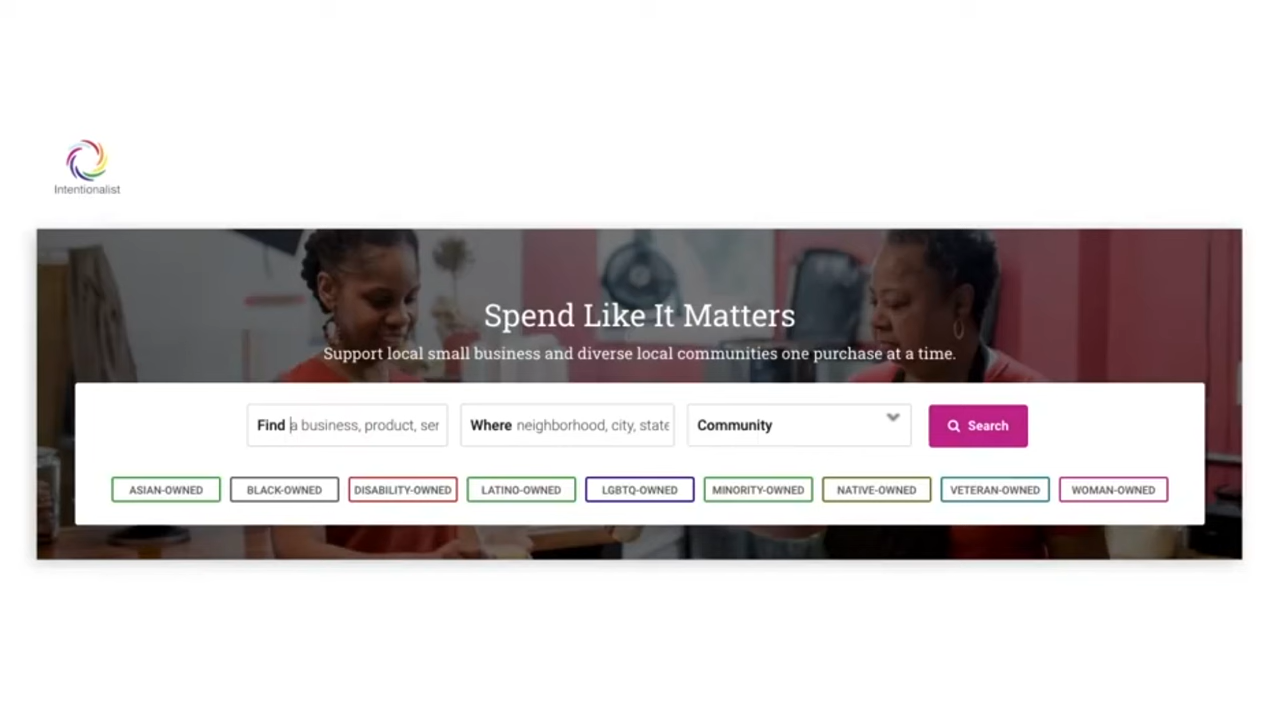 Intentionalist
Spend Like It Matters
Support local small business and diverse local communities one purchase at a time.
Find a business, product, ser
Where neighborhood, city, state
Community
Search
ASIAN-OWNED
BLACK-OWNED
DISABILITY-OWNED
LATINO-OWNED
LGBTQ-OWNED
MINORITY-OWNED
NATIVE-OWNED
VETERAN-OWNED
WOMAN-OWNED